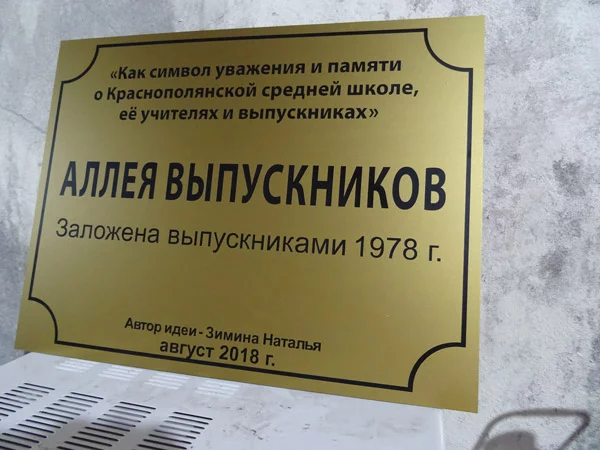 «Как символ уважения и памяти
о Краснополянской средней школе,
её учителях и выпускниках»
АЛЛЕЯ ВЫПУСКНИКОВ
Заложена выпускниками 1978 г.
Автор идеи - Зимина Наталья
август 2018 г.